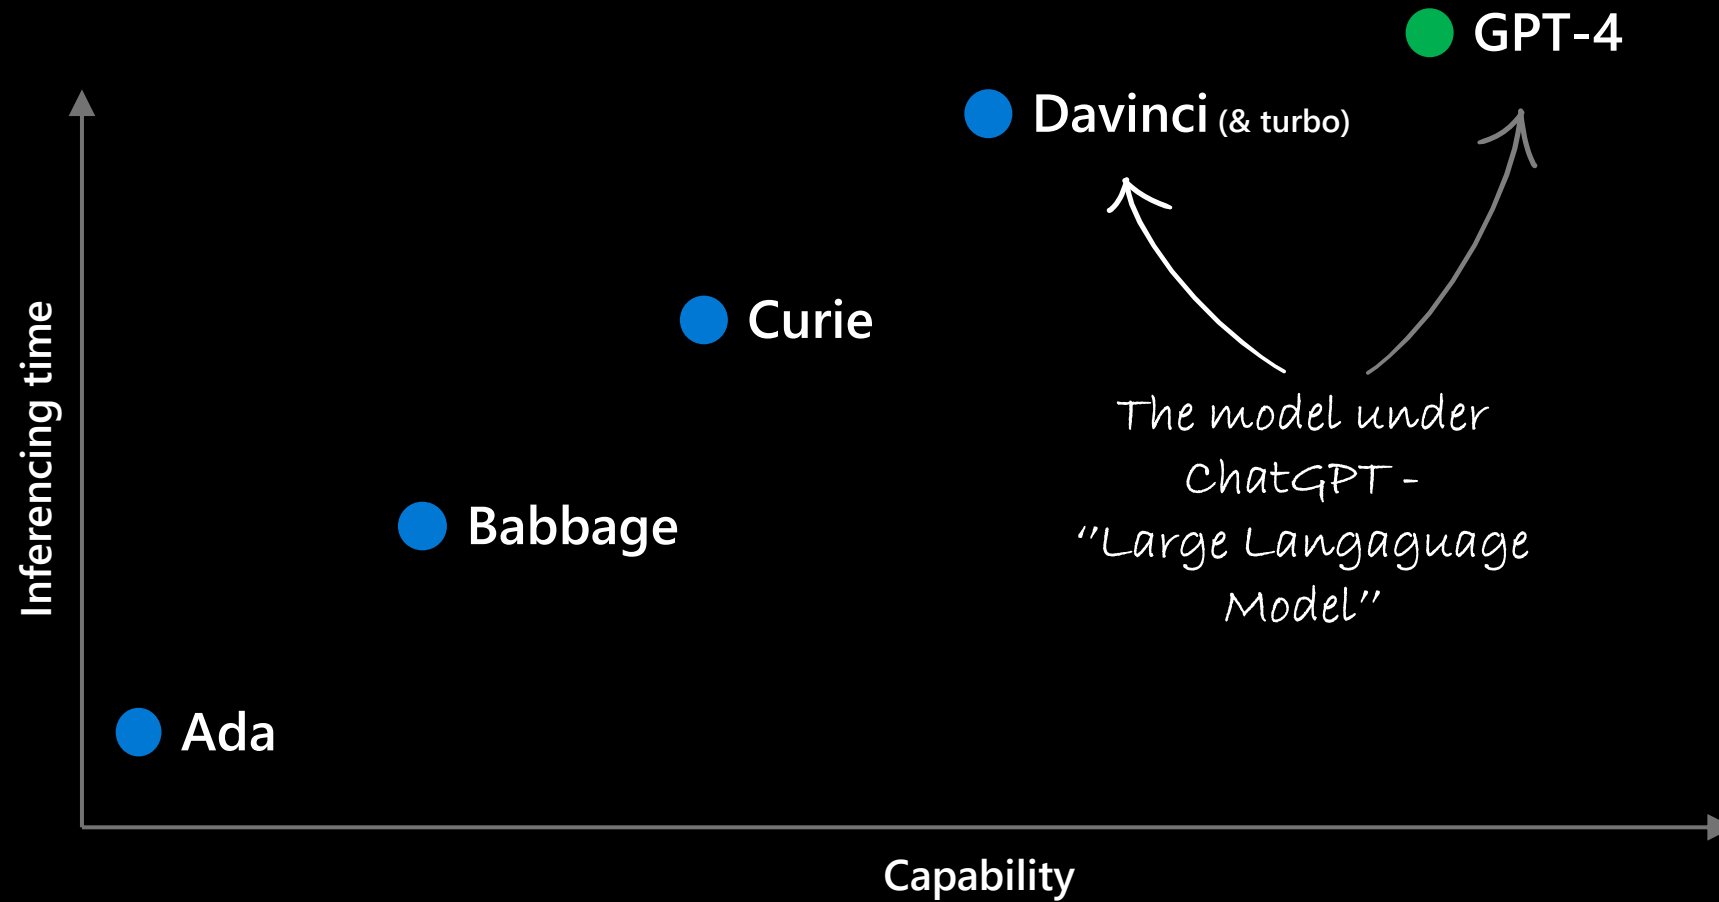 GPT-4
Davinci (& turbo)
Curie
The model under
ChatGPT -
“Large Langaguage
Model”
Babbage
Ada
Inferencing time
Capability